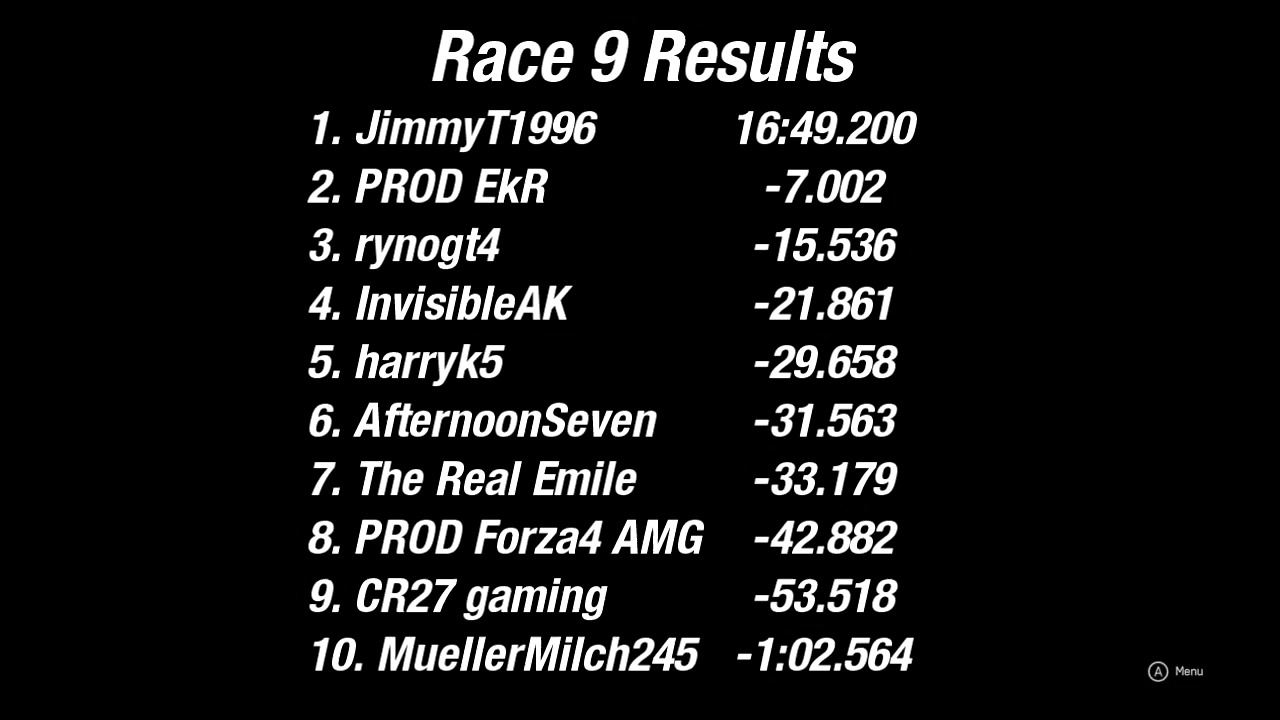 Race 9 Results
1. JimmyT1996 16:49.200
2. PROD EkR -7.002
3. rynogt4 -15.536
4. InvisibleAK -21.861
5. harryk5 -29.658
6. AfternoonSeven -31.563
7. The Real Emile -33.179
8. PROD Forza4 AMG -42.882
9. CR27 gaming -53.518
10. MuellerMilch245 -1:02.564
A Menu